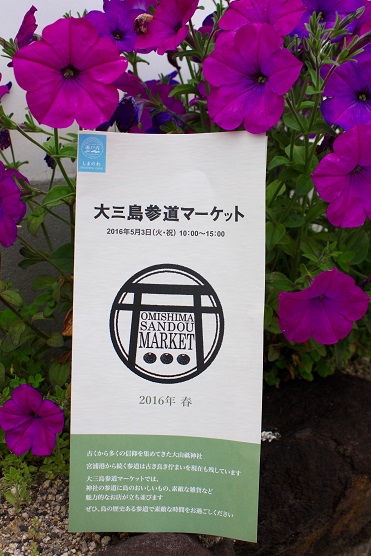 しまのわ
大三島参道マーケット
2016年5月3日(火・祝) 10:00～15:00
OMISHIMA
SANDOU
MARKET
2016年 春
古くから多くの信仰を集めてきた大山祇神社
宮浦港から続く参道は古き良き佇まいを現在も残しています
大三島参道マーケットでは、
神社の参道に島のおいしいもの、素敵な雑貨など
魅力的なお店が立ち並びます
ぜひ、島の歴史ある参道で素敵な時間をお過ごしください